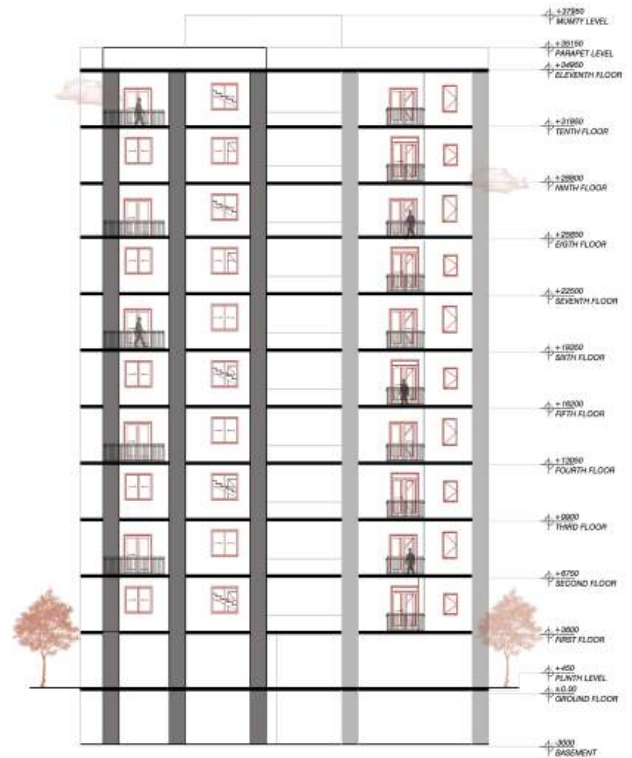 +37950
MUMTY LEVEL
+35150
PARAPET LEVEL
+34950
ELEVENTH FLOOR
+31950
TENTH FLOOR
+28800
NINTH FLOOR
+25650
EIGTH FLOOR
+22500
SEVENTH FLOOR
SIXTH FLOOR
+16200
FIFTH FLOOR
+13050
FOURTH FLOOR
+9900
THIRD FLOOR
+6750
SECOND FLOOR
+3600
FIRST FLOOR
+450
PLINTH LEVEL
±0.00
GROUND FLOOR
-3000
BASEMENT